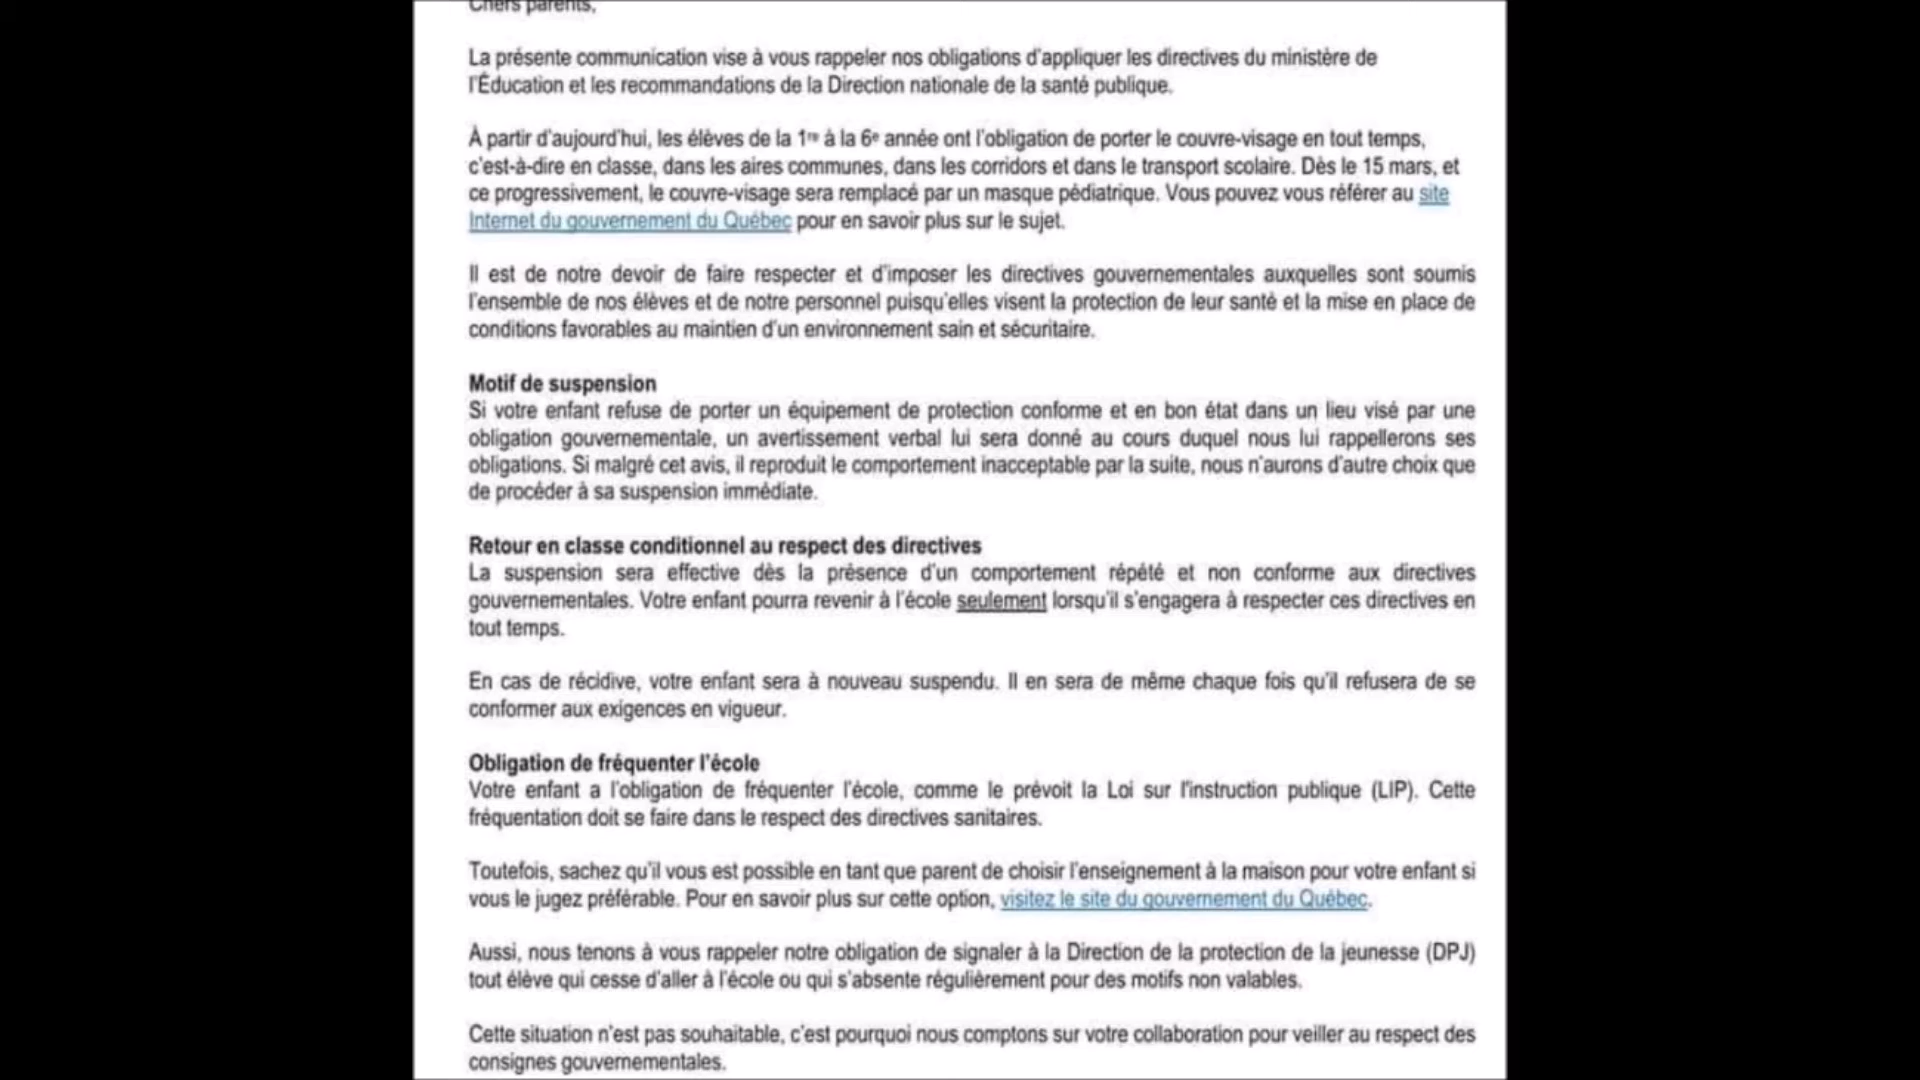 Chers parents,
La présente communication vise à vous rappeler nos obligations d'appliquer les directives du ministère de
l'Éducation et les recommandations de la Direction nationale de la santé publique.
À partir d'aujourd'hui, les élèves de la 1re à la 6e année ont l'obligation de porter le couvre-visage en tout temps,
c'est-à-dire en classe, dans les aires communes, dans les corridors et dans le transport scolaire. Dès le 15 mars, et
ce progressivement, le couvre-visage sera remplacé par un masque pédiatrique. Vous pouvez vous référer au site
Internet du gouvernement du Québec pour en savoir plus sur le sujet.
Il est de notre devoir de faire respecter et d'imposer les directives gouvernementales auxquelles sont soumis
l'ensemble de nos élèves et de notre personnel puisqu'elles visent la protection de leur santé et la mise en place de
conditions favorables au maintien d'un environnement sain et sécuritaire.
Motif de suspension
Si votre enfant refuse de porter un équipement de protection conforme et en bon état dans un lieu visé par une
obligation gouvernementale, un avertissement verbal lui sera donné au cours duquel nous lui rappellerons ses
obligations. Si malgré cet avis, il reproduit le comportement inacceptable par la suite, nous n'aurons d'autre choix que
de procéder à sa suspension immédiate.
Retour en classe conditionnel au respect des directives
La suspension sera effective dès la présence d'un comportement répété et non conforme aux directives
gouvernementales. Votre enfant pourra revenir à l'école seulement lorsqu'il s'engagera à respecter ces directives en
tout temps.
En cas de récidive, votre enfant sera à nouveau suspendu. Il en sera de même chaque fois qu'il refusera de se
conformer aux exigences en vigueur.
Obligation de fréquenter l'école
Votre enfant a l'obligation de fréquenter l'école, comme le prévoit la Loi sur l'instruction publique (LIP). Cette
fréquentation doit se faire dans le respect des directives sanitaires.
Toutefois, sachez qu'il vous est possible en tant que parent de choisir l'enseignement à la maison pour votre enfant si
vous le jugez préférable. Pour en savoir plus sur cette option, visitez le site du gouvernement du Québec.
Aussi, nous tenons à vous rappeler notre obligation de signaler à la Direction de la protection de la jeunesse (DPJ)
tout élève qui cesse d'aller à l'école ou qui s'absente régulièrement pour des motifs non valables.
Cette situation n'est pas souhaitable, c'est pourquoi nous comptons sur votre collaboration pour veiller au respect des
consignes gouvernementales.